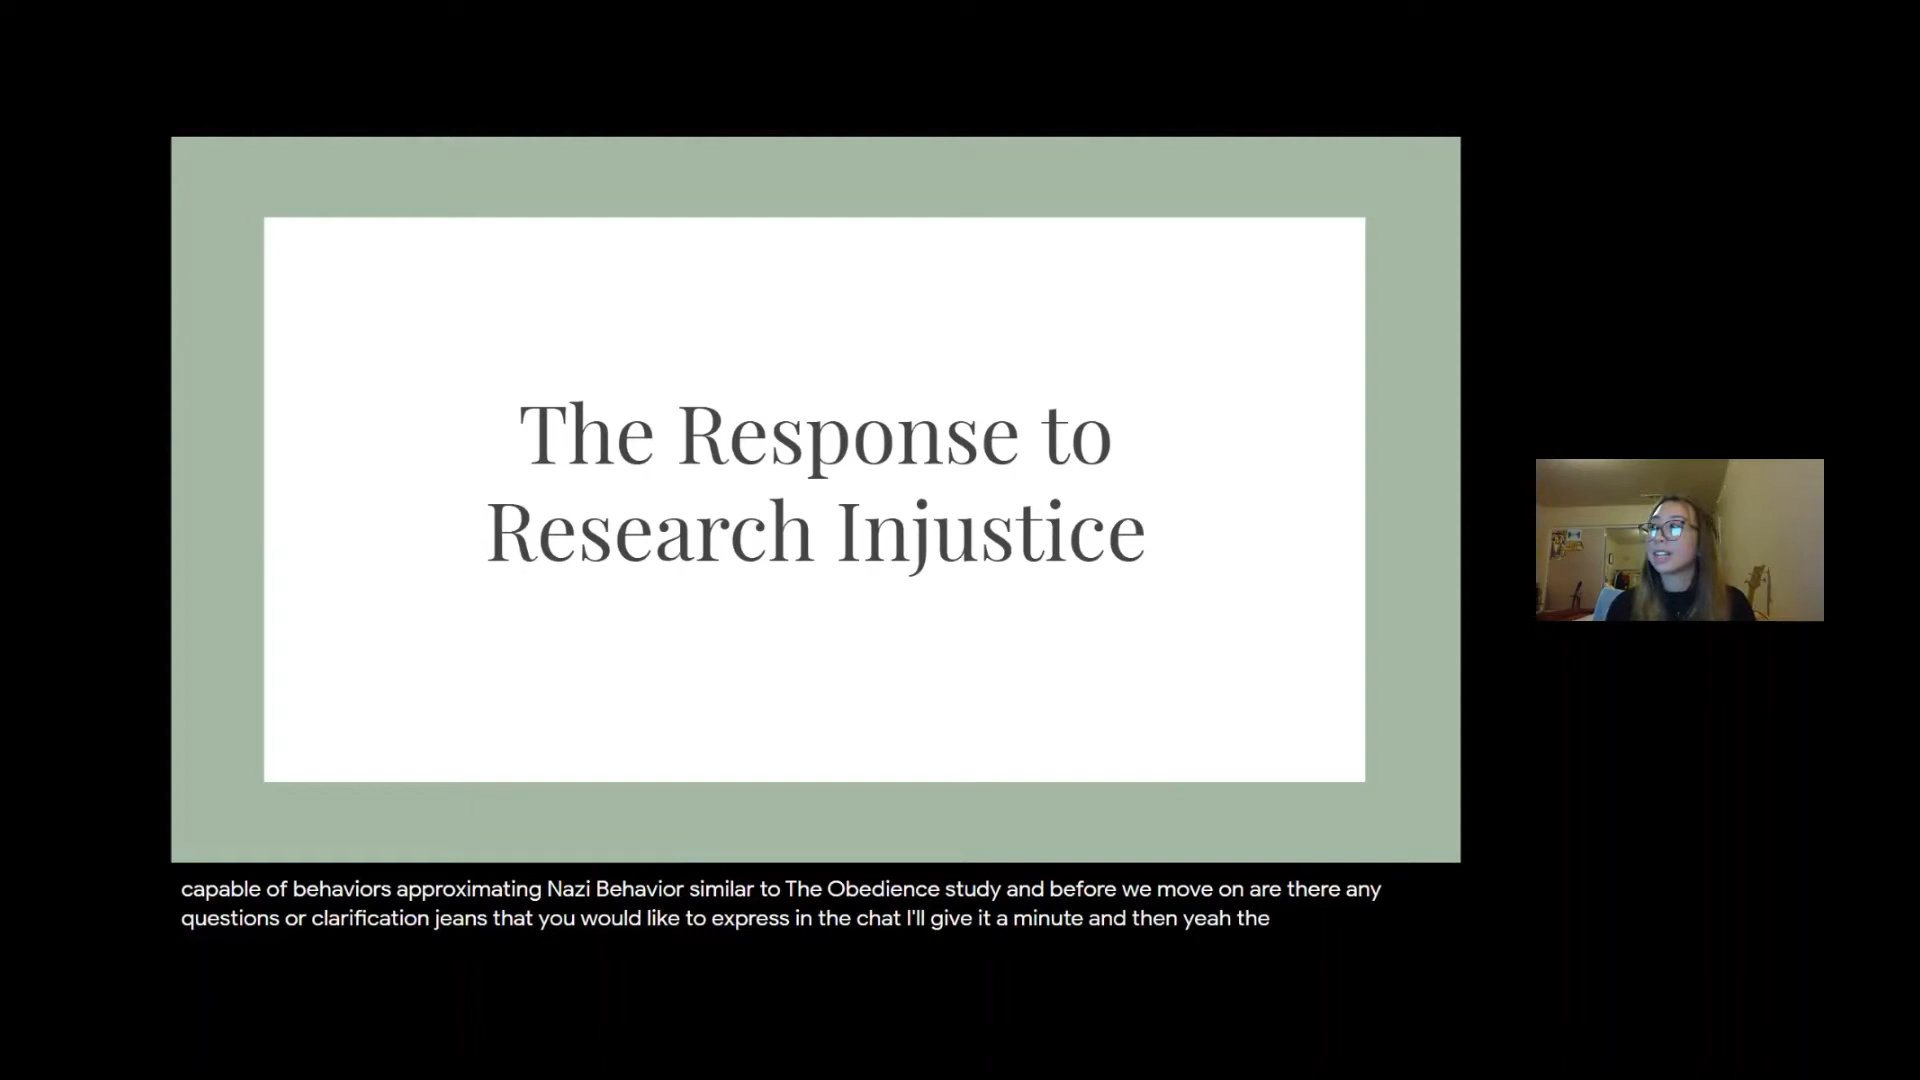 The Response to
Research Injustice
capable of behaviors approximating Nazi Behavior similar to The Obedience study and before we move on are there any
questions or clarification jeans that you would like to express in the chat I'll give it a minute and then yeah the